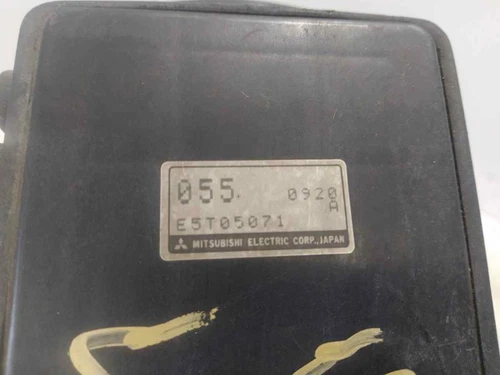 055. 0920
E5T05071 A
MITSUBISHI ELECTRIC CORP., JAPAN